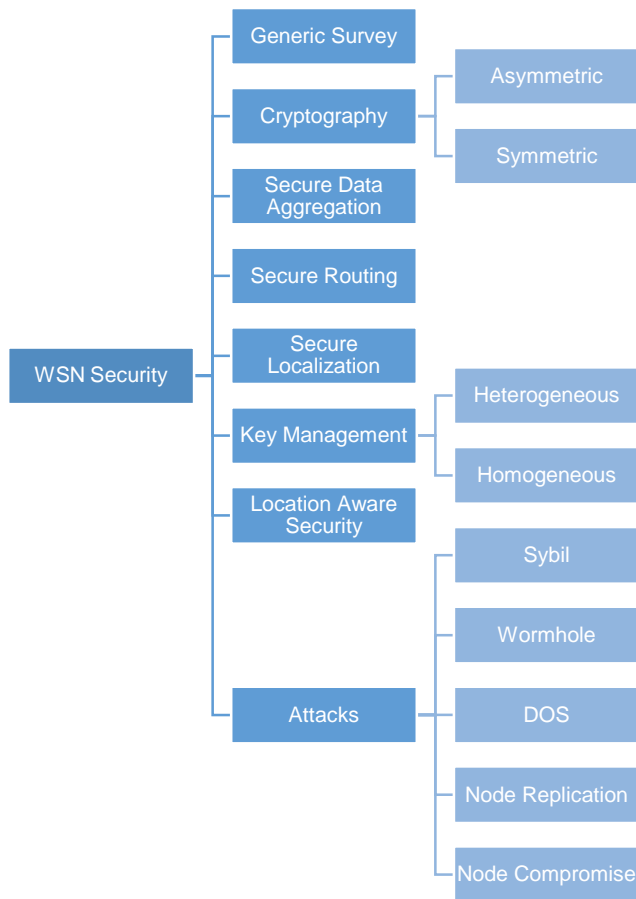 Generic Survey
Asymmetric
Cryptography
Symmetric
Secure Data
Aggregation
Secure Routing
Secure
Localization
WSN Security
Heterogeneous
Key Management
Homogeneous
Location Aware
Security
Sybil
Wormhole
Attacks
DOS
Node Replication
Node Compromise